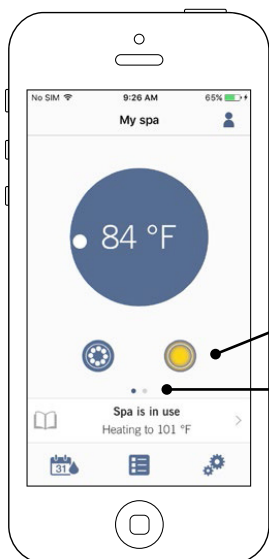 No SIM 9:26 AM 65%
My spa
84 °F
Spa is in use
Heating to 101 °F
31